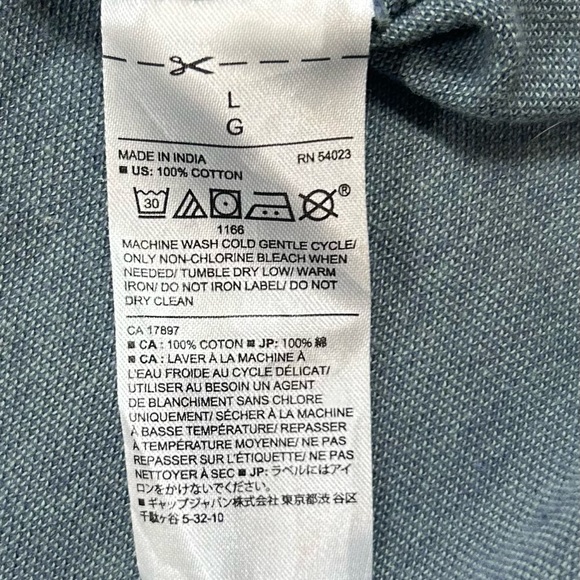 L
G
MADE IN INDIA RN 54023
US: 100% COTTON
30 ®
1166
MACHINE WASH COLD GENTLE CYCLE/
ONLY NON-CHLORINE BLEACH WHEN
NEEDED/ TUMBLE DRY LOW/ WARM
IRON/ DO NOT IRON LABEL/ DO NOT
DRY CLEAN
CA 17897
CA : 100% COTON JP: 100% 綿
CA : LAVER À LA MACHINE À
L'EAU FROIDE AU CYCLE DÉLICAT/
UTILISER AU BESOIN UN AGENT
DE BLANCHIMENT SANS CHLORE
UNIQUEMENT/ SÉCHER À LA MACHINE
À BASSE TEMPÉRATURE/ REPASSER
À TEMPÉRATURE MOYENNE/ NE PAS
REPASSER SUR L'ÉTIQUETTE/ NE PAS
NETTOYER À SEC JP: ラベルにはアイ
ロンをかけないでください。
ギャップジャパン株式会社 東京都渋谷区
千駄ヶ谷 5-32-10